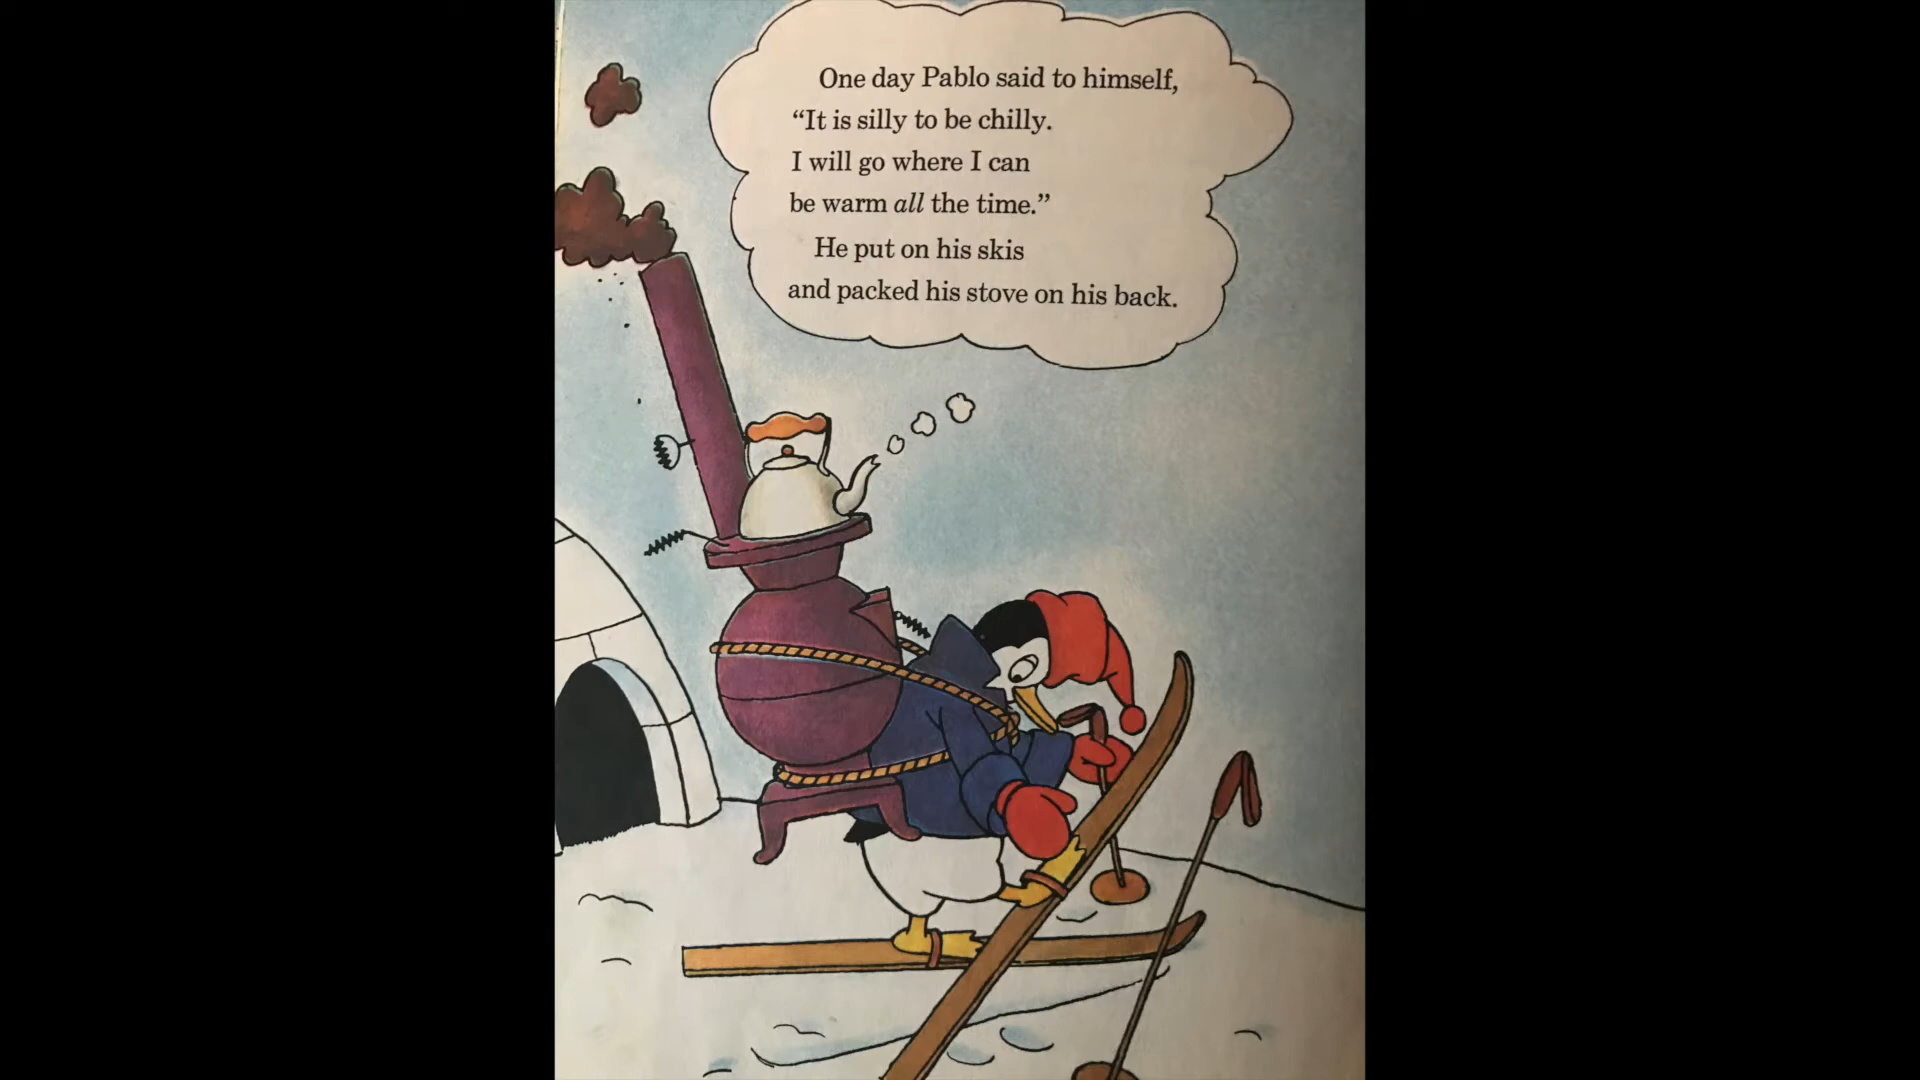 One day Pablo said to himself,
“It is silly to be chilly.
I will go where I can
be warm all the time.”
He put on his skis
and packed his stove on his back.